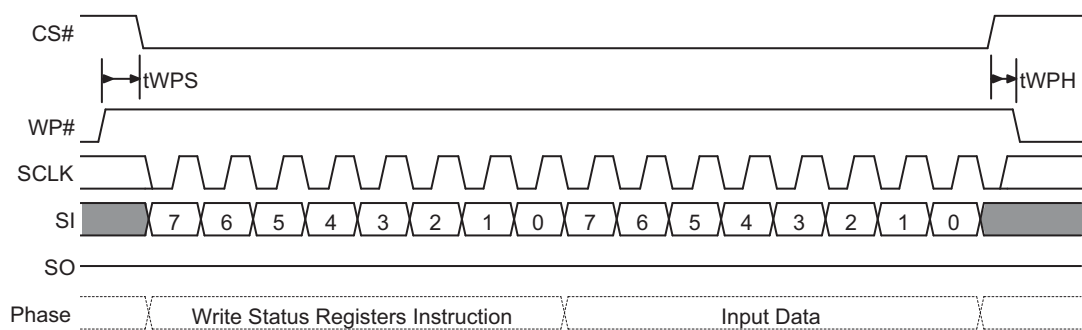 CS#
tWPS
tWPH
WP#
SCLK
SI 7 6 5 4 3 2 1 0 7 6 5 4 3 2 1 0
SO
Phase Write Status Registers Instruction Input Data